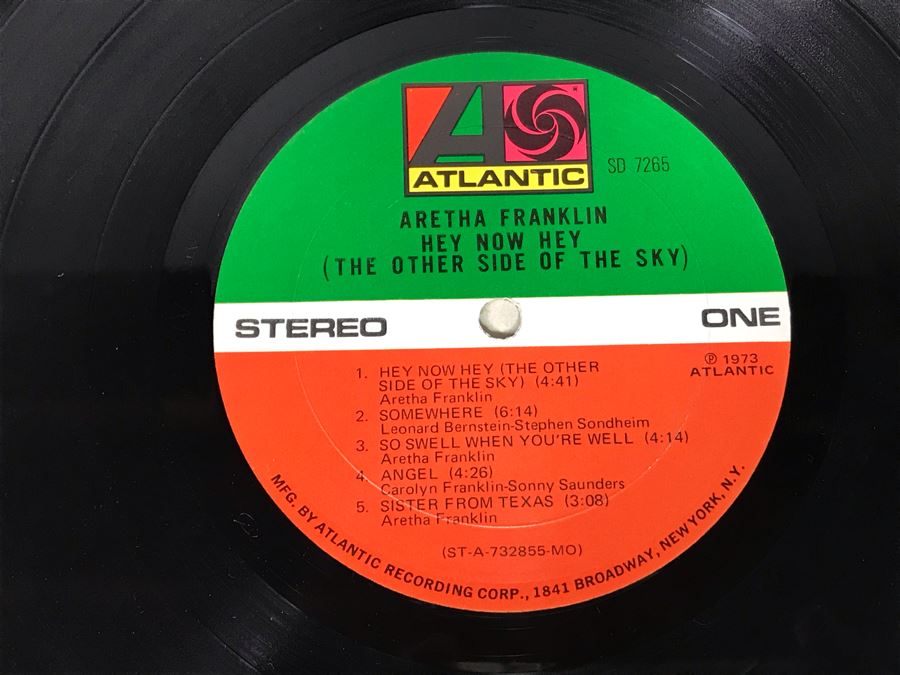 ATLANTIC
SD 7265
ARETHA FRANKLIN
HEY NOW HEY
(THE OTHER SIDE OF THE SKY)
STEREO
ONE
℗ 1973
ATLANTIC
1. HEY NOW HEY (THE OTHER
SIDE OF THE SKY) (4:41)
Aretha Franklin
2. SOMEWHERE (6:14)
Leonard Bernstein-Stephen Sondheim
3. SO SWELL WHEN YOU'RE WELL (4:14)
Aretha Franklin
4. ANGEL (4:26)
Carolyn Franklin-Sonny Saunders
5. SISTER FROM TEXAS (3:08)
Aretha Franklin
(ST-A-732855-MO)
MFG. BY ATLANTIC RECORDING CORP., 1841 BROADWAY, NEW YORK, N.Y.